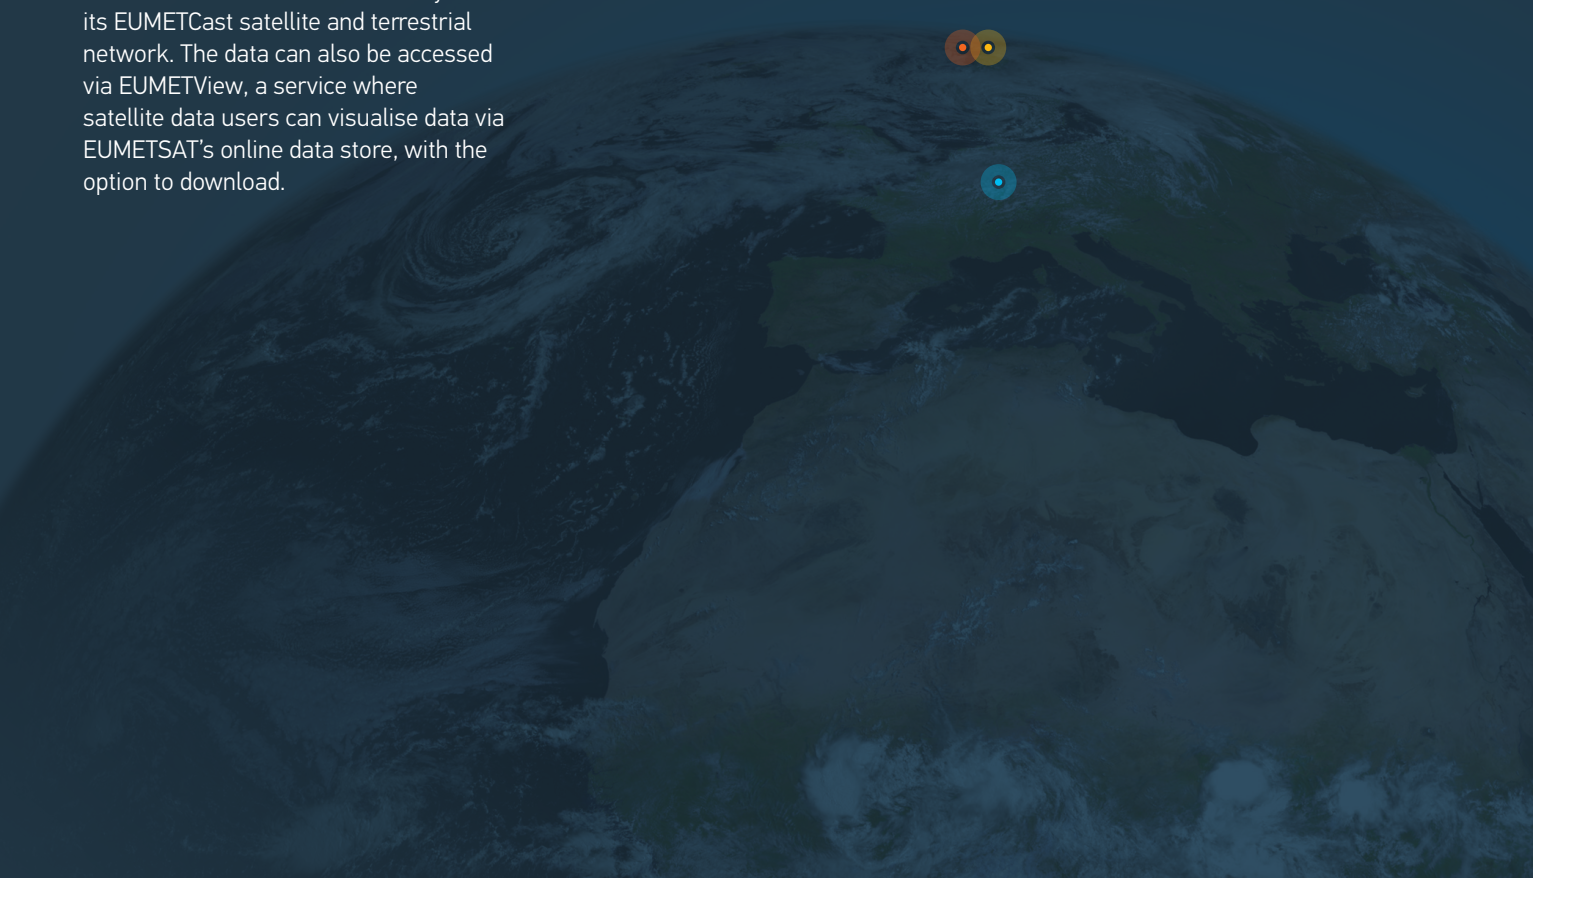 its EUMETCast satellite and terrestrial
network. The data can also be accessed
via EUMETView, a service where
satellite data users can visualise data via
EUMETSAT’s online data store, with the
option to download.